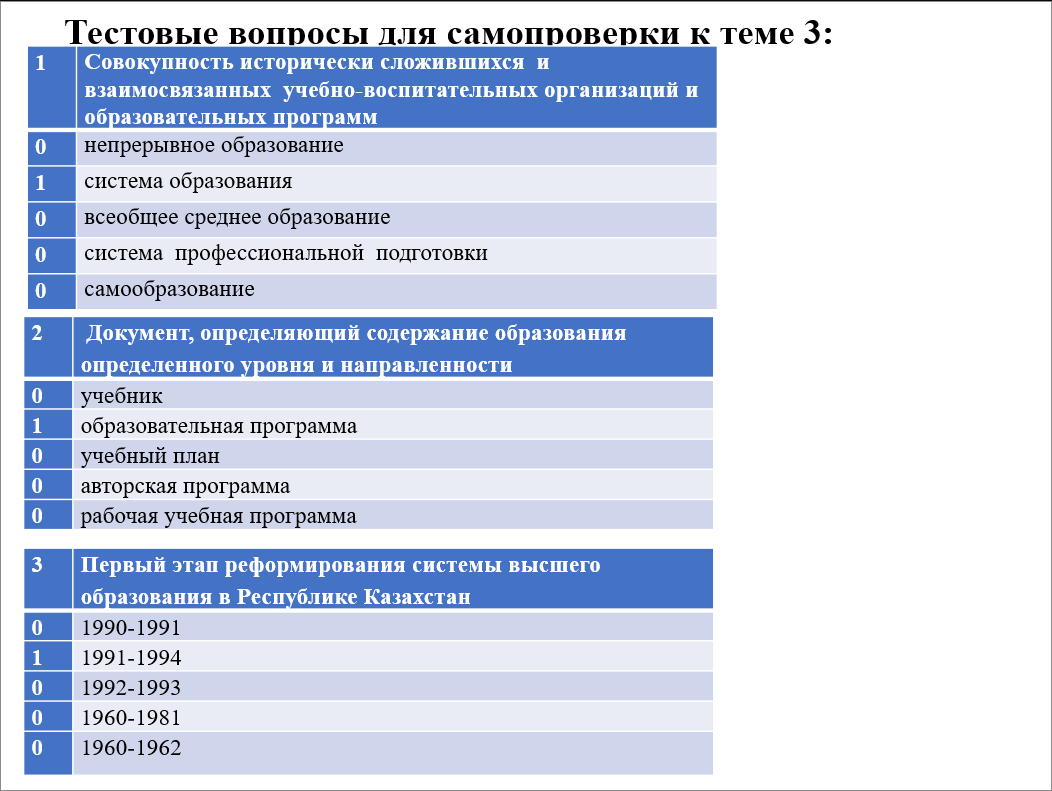 Тестовые вопросы для самопроверки к теме 3:
1 Совокупность исторически сложившихся и
взаимосвязанных учебно-воспитательных организаций и
образовательных программ
0 непрерывное образование
1 система образования
0 всеобщее среднее образование
0 система профессиональной подготовки
0 самообразование
2 Документ, определяющий содержание образования
определенного уровня и направленности
0 учебник
1 образовательная программа
0 учебный план
0 авторская программа
0 рабочая учебная программа
3 Первый этап реформирования системы высшего
образования в Республике Казахстан
0 1990-1991
1 1991-1994
0 1992-1993
0 1960-1981
0 1960-1962